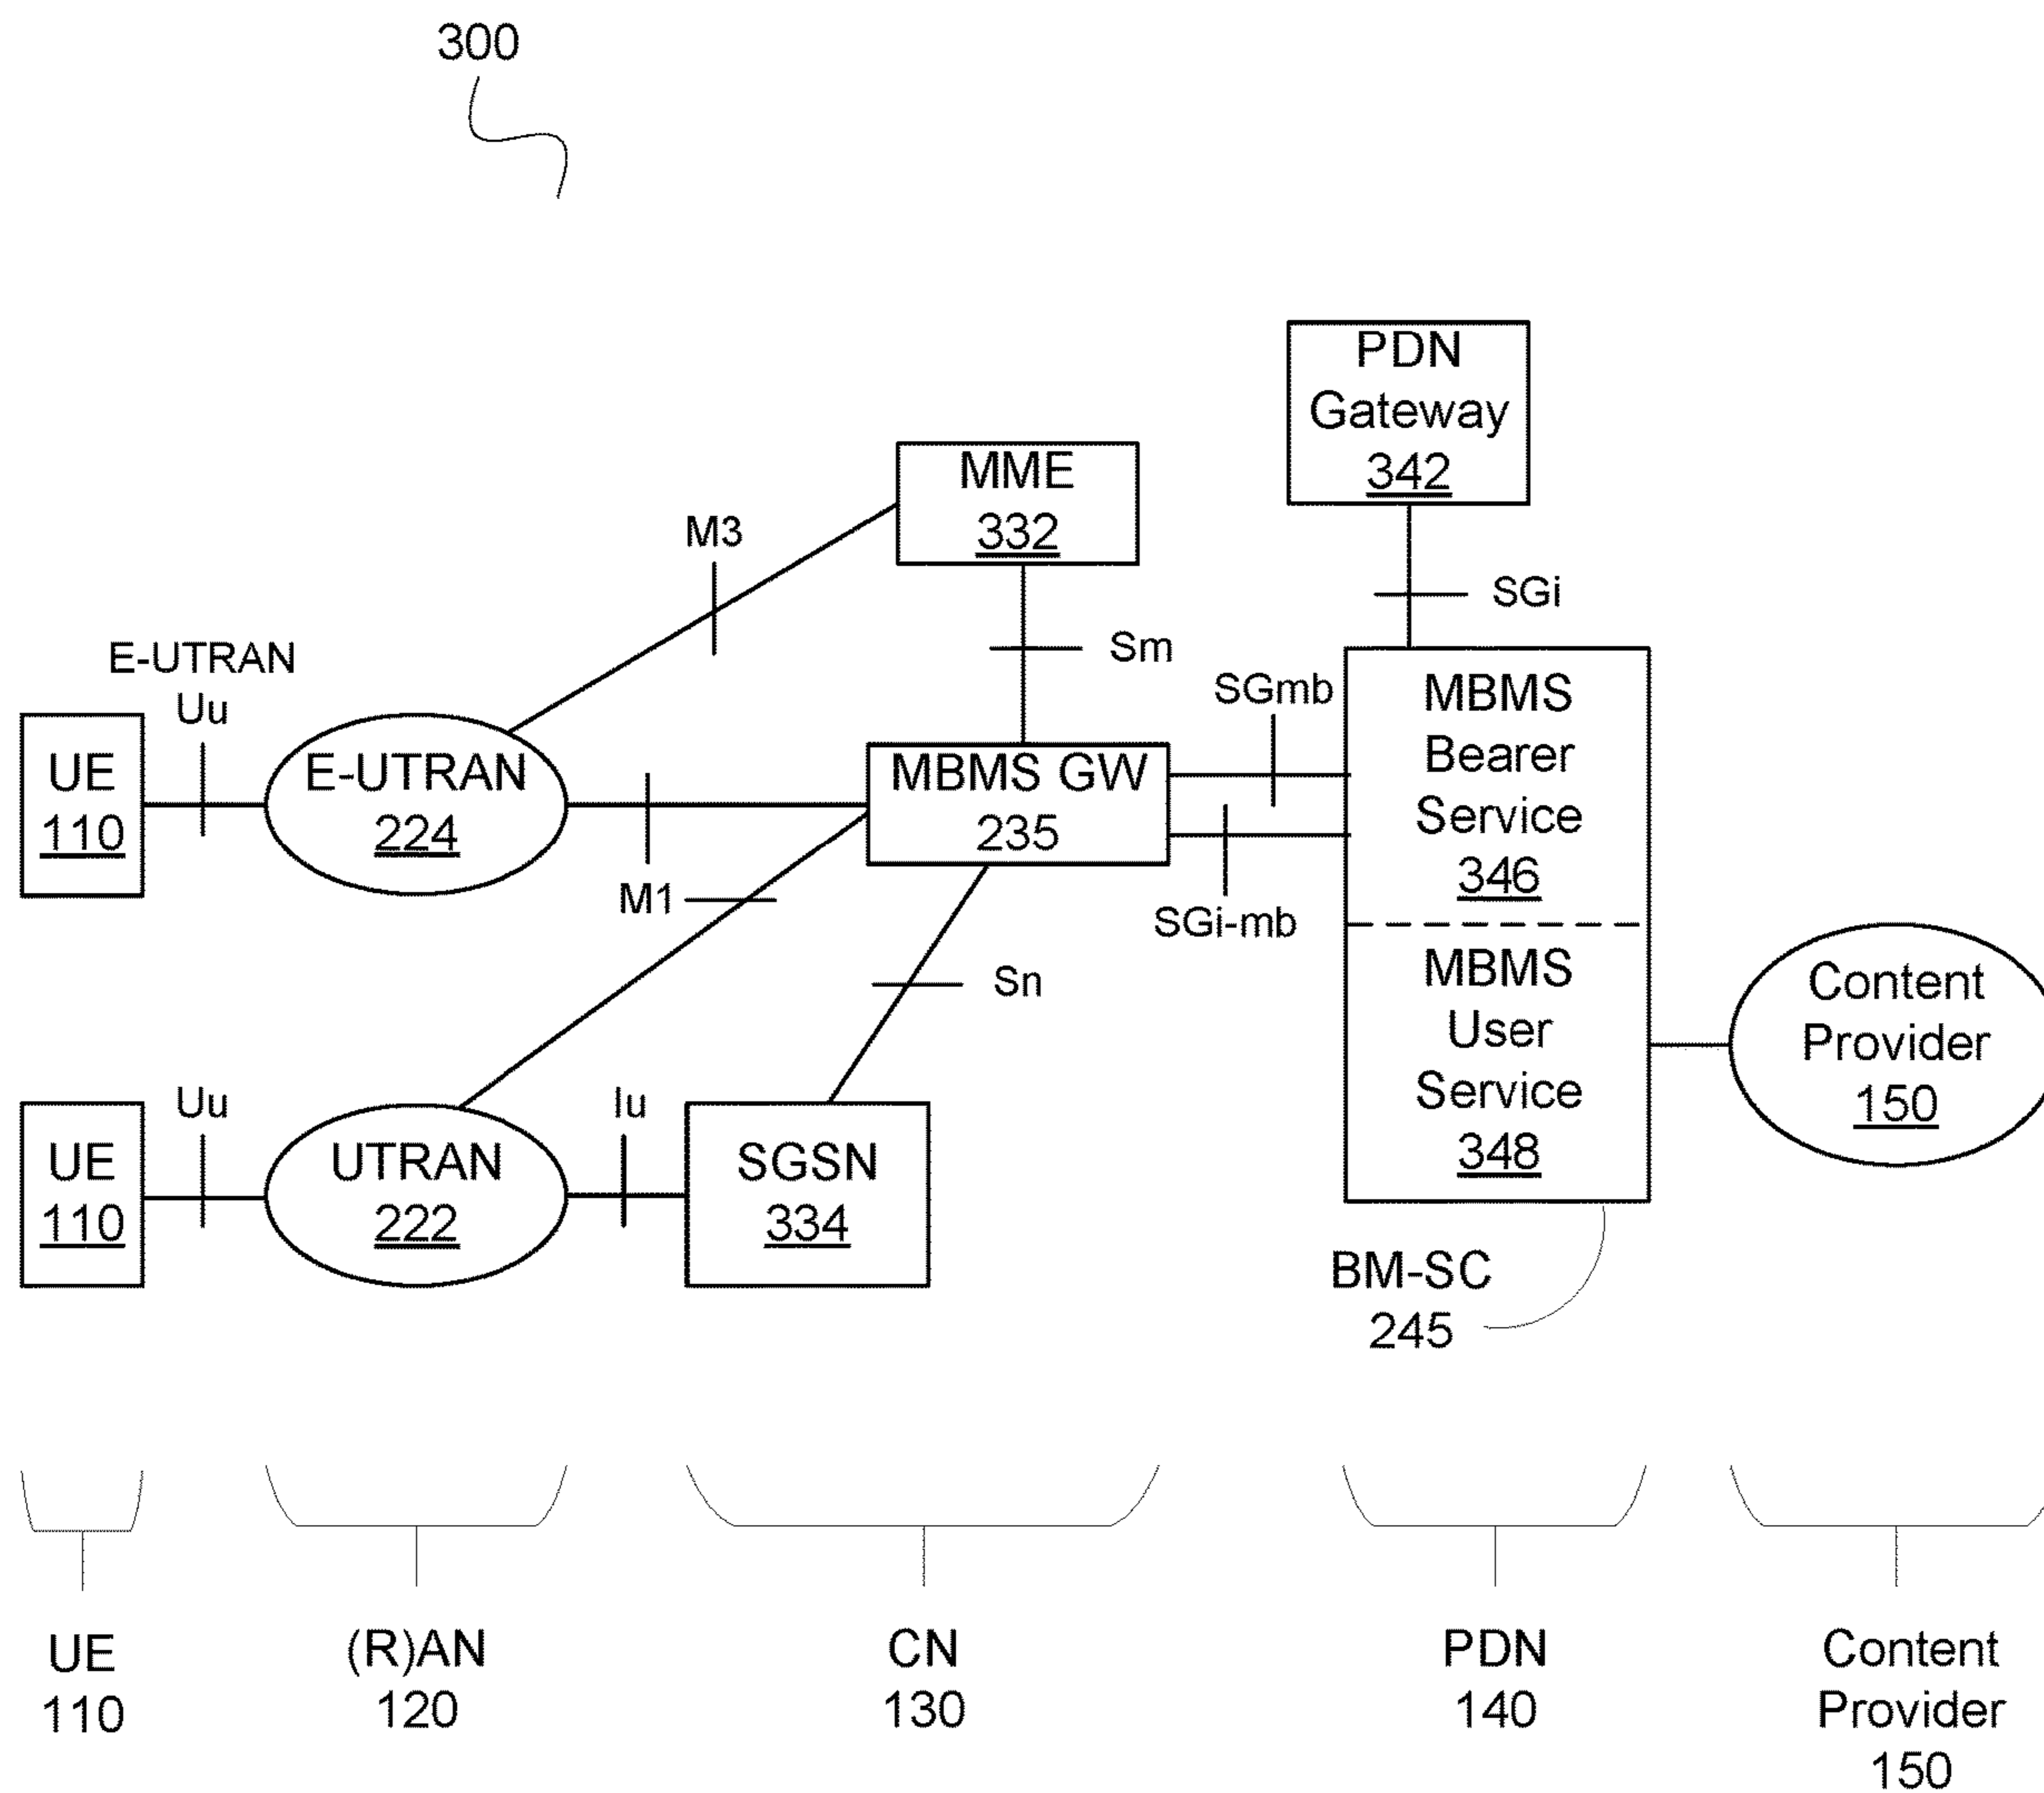 300
PDN
Gateway
342
MME
332
M3
SGi
Sm
E-UTRAN
Uu
SGmb
MBMS
Bearer
Service
346
UE
110
E-UTRAN
224
MBMS GW
235
M1
SGi-mb
Sn
MBMS
User
Service
348
Content
Provider
150
Uu
Iu
UE
110
UTRAN
222
SGSN
334
BM-SC
245
UE
110
(R)AN
120
CN
130
PDN
140
Content
Provider
150